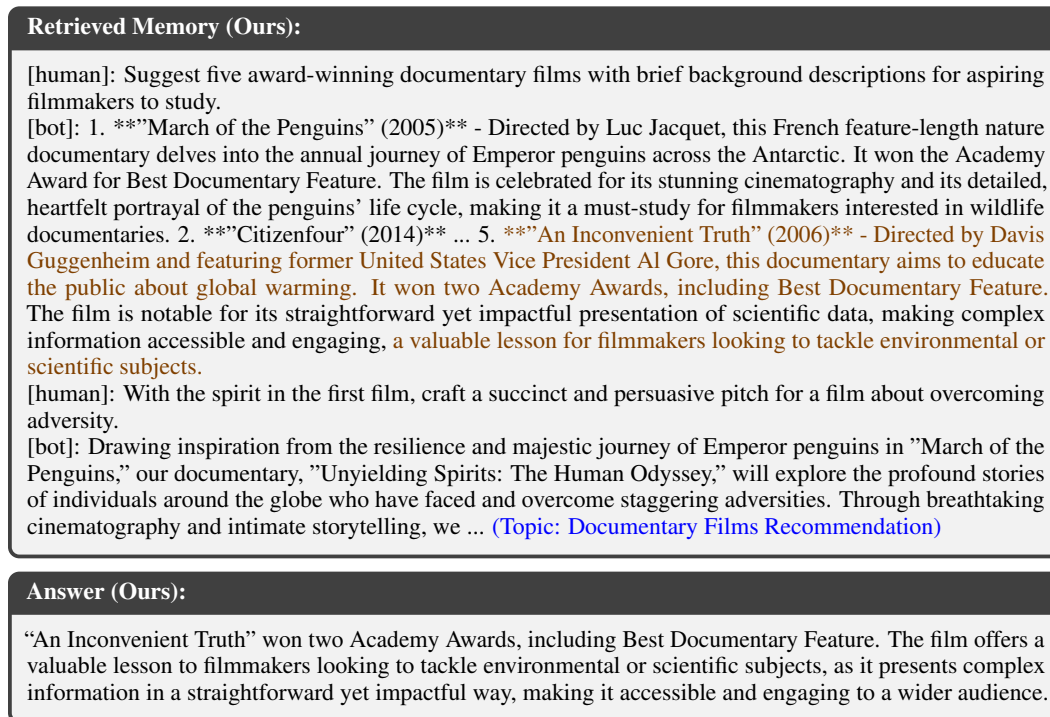 Retrieved Memory (Ours):
[human]: Suggest five award-winning documentary films with brief background descriptions for aspiring
filmmakers to study.
[bot]: 1. **”March of the Penguins” (2005)** - Directed by Luc Jacquet, this French feature-length nature
documentary delves into the annual journey of Emperor penguins across the Antarctic. It won the Academy
Award for Best Documentary Feature. The film is celebrated for its stunning cinematography and its detailed,
heartfelt portrayal of the penguins’ life cycle, making it a must-study for filmmakers interested in wildlife
documentaries. 2. **”Citizenfour” (2014)** ... 5. **”An Inconvenient Truth” (2006)** - Directed by Davis
Guggenheim and featuring former United States Vice President Al Gore, this documentary aims to educate
the public about global warming. It won two Academy Awards, including Best Documentary Feature.
The film is notable for its straightforward yet impactful presentation of scientific data, making complex
information accessible and engaging, a valuable lesson for filmmakers looking to tackle environmental or
scientific subjects.
[human]: With the spirit in the first film, craft a succinct and persuasive pitch for a film about overcoming
adversity.
[bot]: Drawing inspiration from the resilience and majestic journey of Emperor penguins in ”March of the
Penguins,” our documentary, ”Unyielding Spirits: The Human Odyssey,” will explore the profound stories
of individuals around the globe who have faced and overcome staggering adversities. Through breathtaking
cinematography and intimate storytelling, we ... (Topic: Documentary Films Recommendation)
Answer (Ours):
“An Inconvenient Truth” won two Academy Awards, including Best Documentary Feature. The film offers a
valuable lesson to filmmakers looking to tackle environmental or scientific subjects, as it presents complex
information in a straightforward yet impactful way, making it accessible and engaging to a wider audience.